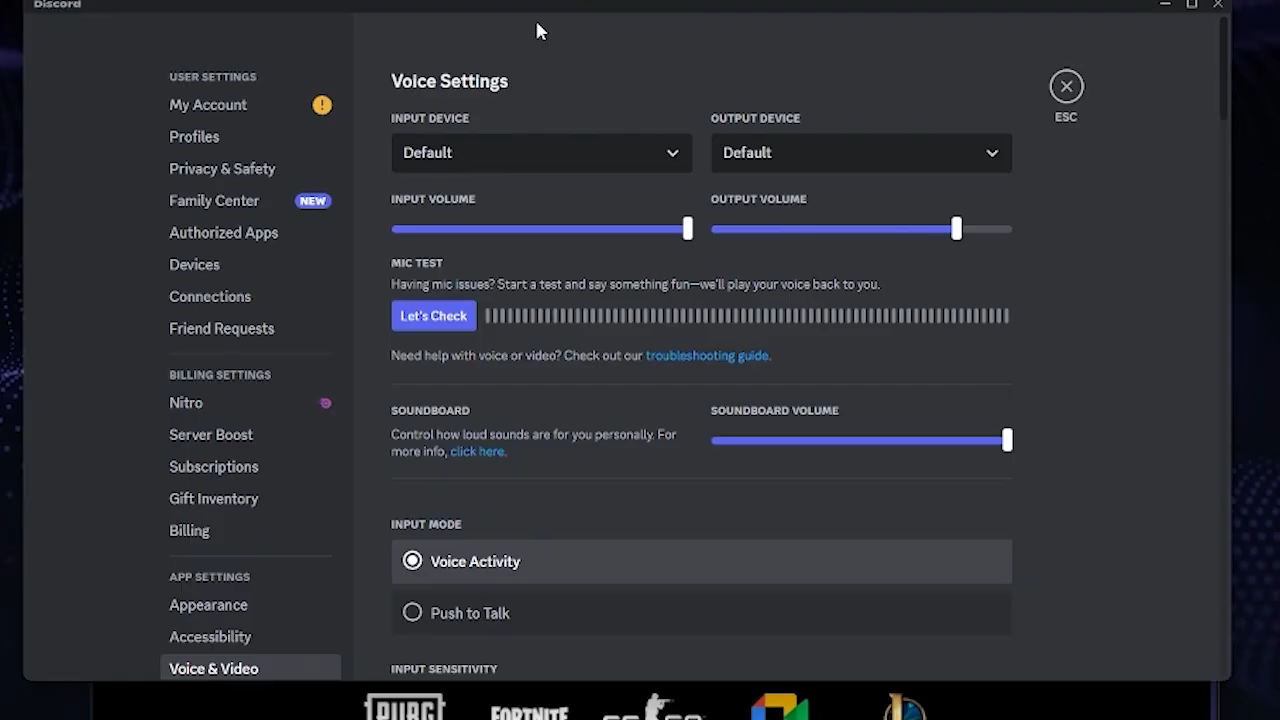 Discord
USER SETTINGS
My Account
Profiles
Privacy & Safety
Family Center NEW
Authorized Apps
Devices
Connections
Friend Requests
BILLING SETTINGS
Nitro
Server Boost
Subscriptions
Gift Inventory
Billing
APP SETTINGS
Appearance
Accessibility
Voice & Video
Voice Settings
ESC
INPUT DEVICE OUTPUT DEVICE
Default Default
INPUT VOLUME OUTPUT VOLUME
MIC TEST
Having mic issues? Start a test and say something fun—we'll play your voice back to you.
Let's Check
Need help with voice or video? Check out our troubleshooting guide.
SOUNDBOARD
Control how loud sounds are for you personally. For
more info, click here.
SOUNDBOARD VOLUME
INPUT MODE
Voice Activity
Push to Talk
INPUT SENSITIVITY
PUBG FORTNITE